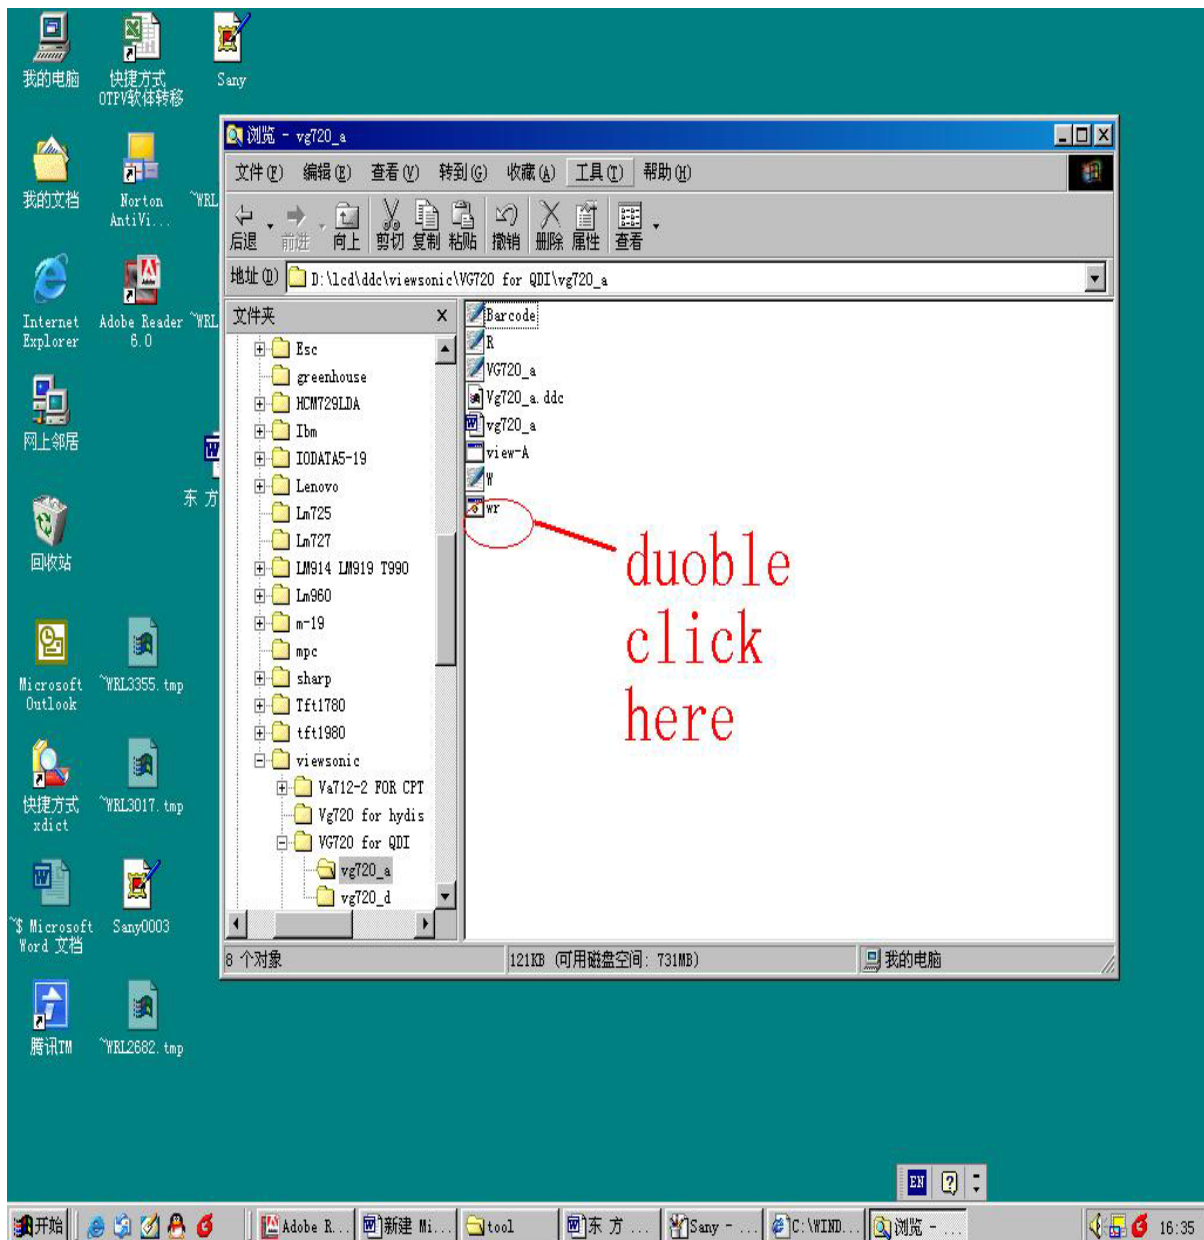 我的电脑
快捷方式
OTPV软体转移
Sany
我的文档
Norton
AntiVi...
~WRL
Internet
Explorer
Adobe Reader
6.0
~WRL
网上邻居
东 方
回收站
Microsoft
Outlook
~WRL3355.tmp
快捷方式
xdict
~WRL3017.tmp
~$ Microsoft
Word 文档
Sany0003
腾讯TM
~WRL2682.tmp
浏览 - vg720_a
文件(F) 编辑(E) 查看(V) 转到(G) 收藏(A) 工具(T) 帮助(H)
后退 前进 向上 剪切 复制 粘贴 撤销 删除 属性 查看
地址(D) D:\lcd\ddc\viewsonic\VG720 for QDI\vg720_a
文件夹
Esc
greenhouse
HCM729LDA
Ibm
IODATA5-19
Lenovo
Lm725
Lm727
LM914 LM919 T990
Lm960
m-19
mpc
sharp
Tft1780
tft1980
viewsonic
Va712-2 FOR CPT
Vg720 for hydis
VG720 for QDI
vg720_a
vg720_d
Barcode
R
VG720_a
Vg720_a.ddc
vg720_a
view-A
W
wr
duoble
click
here
8 个对象 121KB (可用磁盘空间: 731MB) 我的电脑
EN
开始 Adobe R... 新建 Mi... tool 东 方 ... Sany - ... C:\WIND... 浏览 - ... 16:35